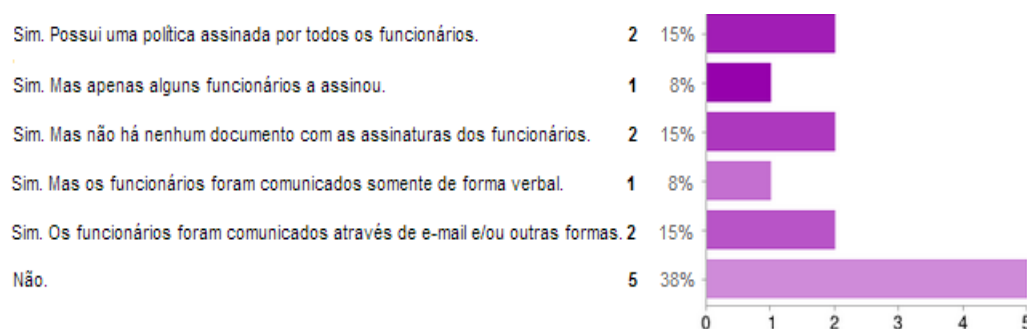 Sim. Possui uma política assinada por todos os funcionários. 2 15%
Sim. Mas apenas alguns funcionários a assinou. 1 8%
Sim. Mas não há nenhum documento com as assinaturas dos funcionários. 2 15%
Sim. Mas os funcionários foram comunicados somente de forma verbal. 1 8%
Sim. Os funcionários foram comunicados através de e-mail e/ou outras formas. 2 15%
Não. 5 38%
0 1 2 3 4 5